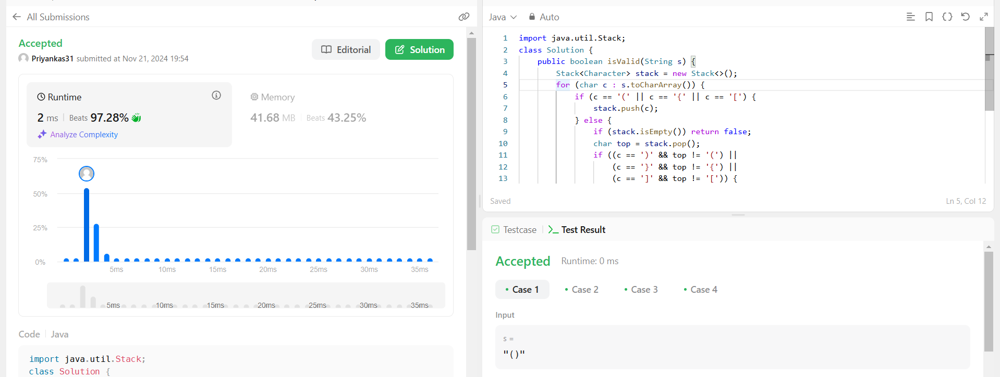 All Submissions
Accepted
Priyankas31 submitted at Nov 21, 2024 19:54
Editorial
Solution
Runtime
2 ms | Beats 97.28%
Analyze Complexity
Memory
41.68 MB | Beats 43.25%
75%
50%
25%
0%
5ms 10ms 15ms 20ms 25ms 30ms 35ms
5ms 10ms 15ms 20ms 25ms 30ms 35ms
Code | Java
import java.util.Stack;
class Solution {
Java Auto
1 import java.util.Stack;
2 class Solution {
3 public boolean isValid(String s) {
4 Stack<Character> stack = new Stack<>();
5 for (char c : s.toCharArray()) {
6 if (c == '(' || c == '{' || c == '[') {
7 stack.push(c);
8 } else {
9 if (stack.isEmpty()) return false;
10 char top = stack.pop();
11 if ((c == ')' && top != '(') ||
12 (c == '}' && top != '{') ||
13 (c == ']' && top != '[')) {
Saved
Ln 5, Col 12
Testcase | Test Result
Accepted Runtime: 0 ms
Case 1 Case 2 Case 3 Case 4
Input
s =
"()"